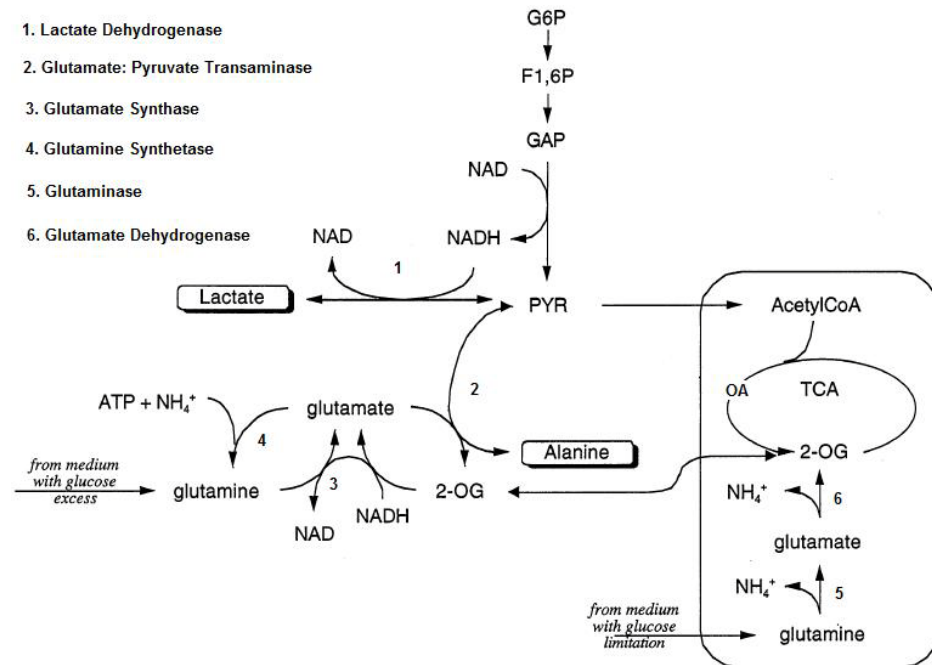 1. Lactate Dehydrogenase
2. Glutamate: Pyruvate Transaminase
3. Glutamate Synthase
4. Glutamine Synthetase
5. Glutaminase
6. Glutamate Dehydrogenase
G6P
F1,6P
GAP
NAD
NAD
NADH
1
Lactate
PYR
AcetylCoA
2
OA
TCA
ATP + NH₄⁺
glutamate
4
Alanine
2-OG
from medium
with glucose
excess
glutamine
3
2-OG
NH₄⁺
6
NAD
NADH
glutamate
NH₄⁺
5
from medium
with glucose
limitation
glutamine